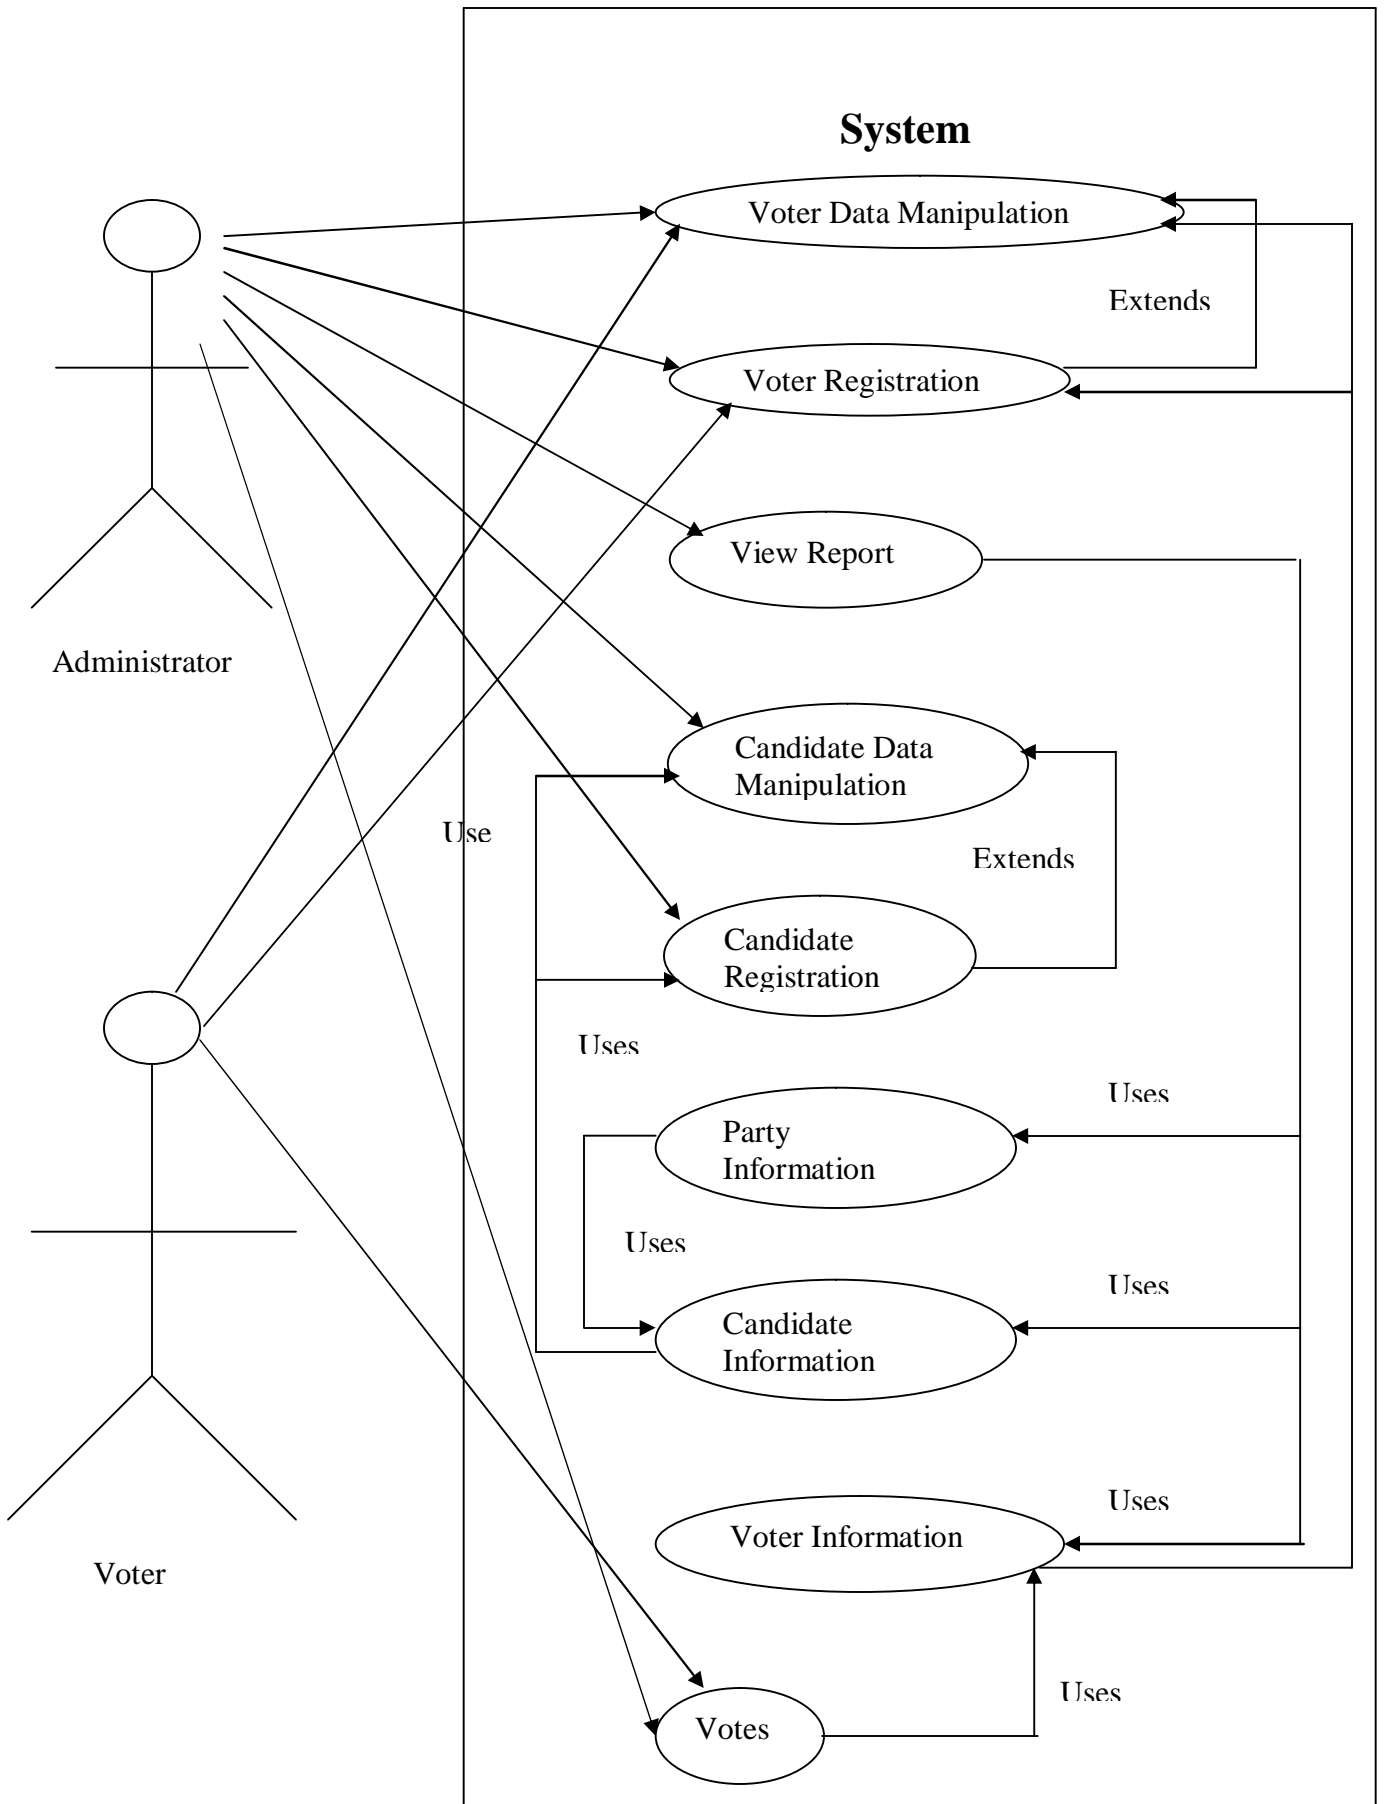 System
Voter Data Manipulation
Extends
Voter Registration
View Report
Administrator
Candidate Data
Manipulation
Use
Extends
Candidate
Registration
Uses
Uses
Party
Information
Uses
Uses
Candidate
Information
Uses
Voter Information
Voter
Uses
Votes